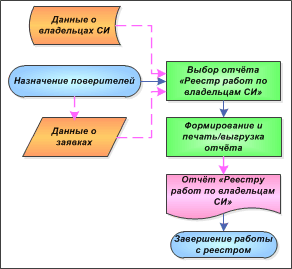 Данные о
владельцах СИ
Назначение поверителей
Выбор отчёта
«Реестр работ по
владельцам СИ»
Данные о
заявках
Формирование и
печать/выгрузка
отчёта
Отчёт «Реестру
работ по владельцам
СИ»
Завершение работы
с реестром